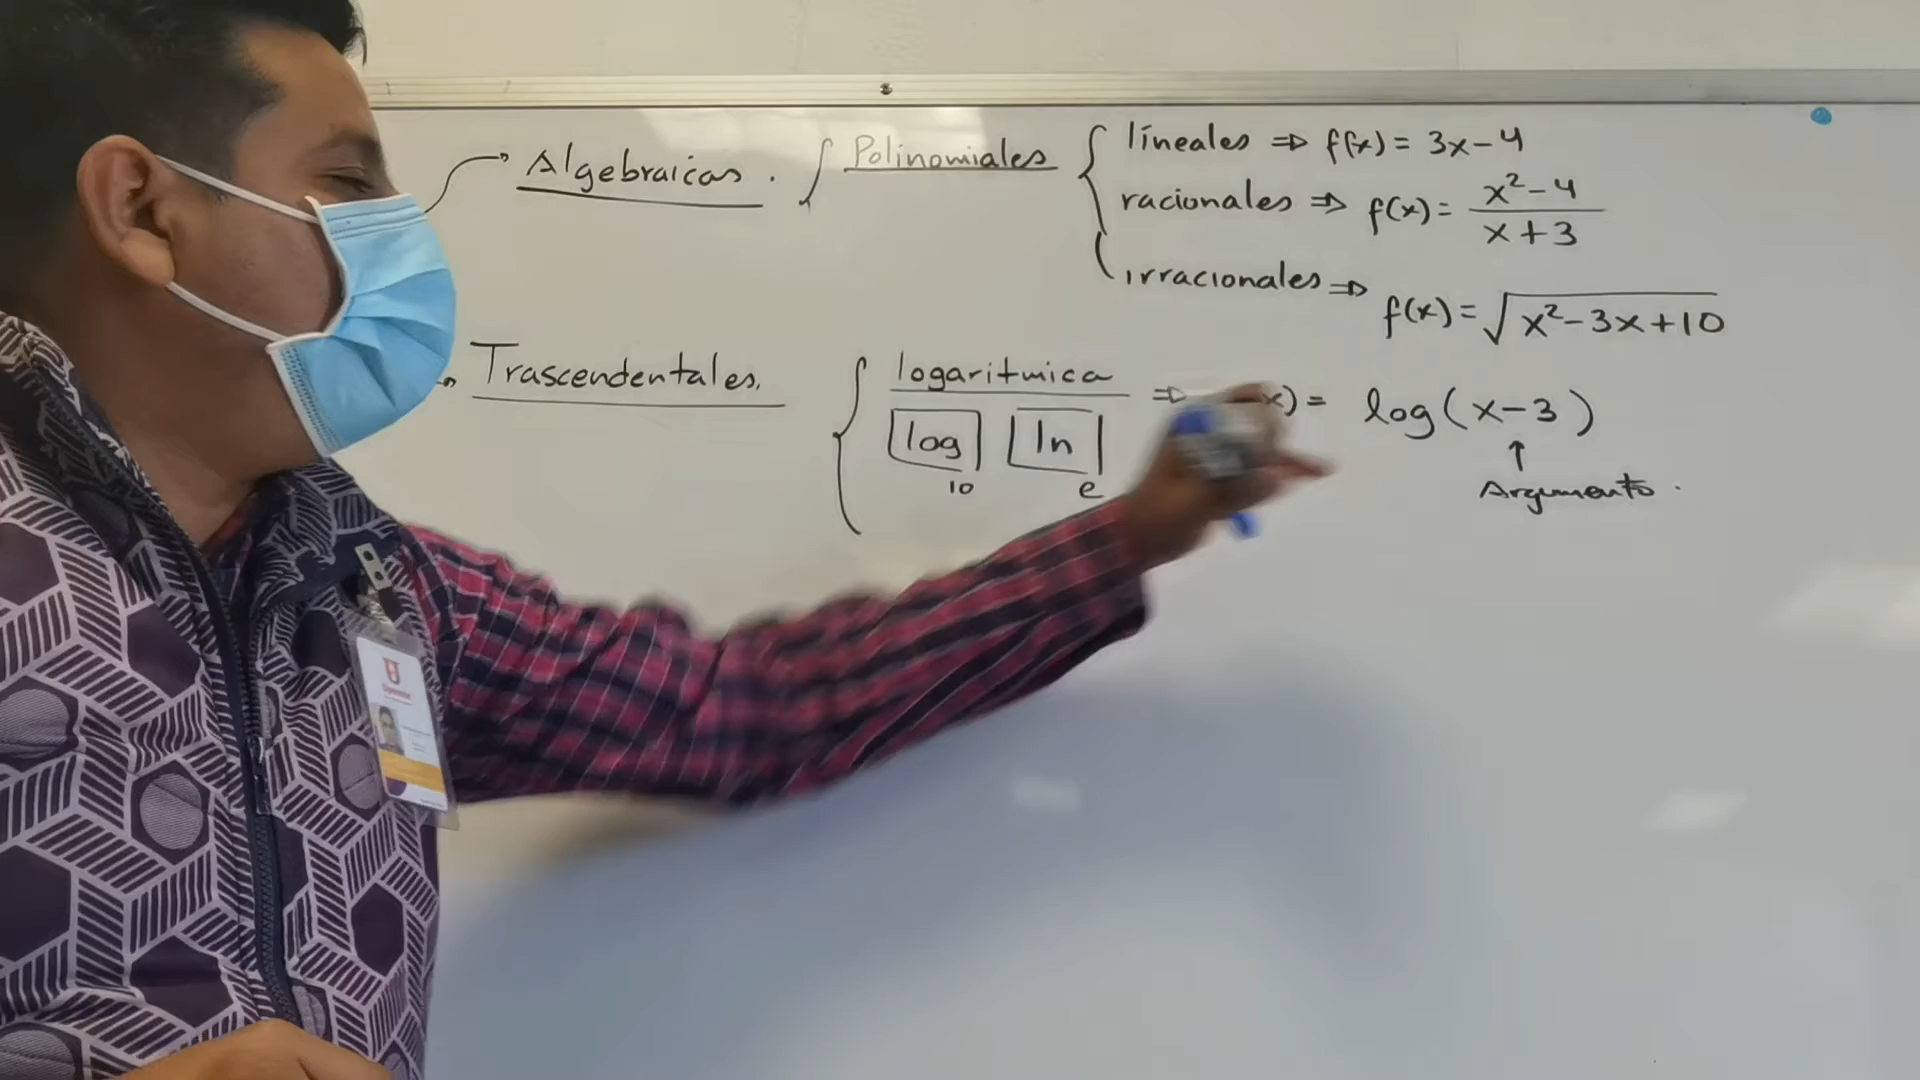 Algebraicas. { Polinomiales { líneales ⇒ f(x) = 3x-4
racionales ⇒ f(x) = \frac{x²-4}{x+3}
irracionales ⇒ f(x) = √(x²-3x+10)
Trascendentales. { logaritmica ⇒ x) = log(x-3)
log ln
10 e
↑
Argumento.